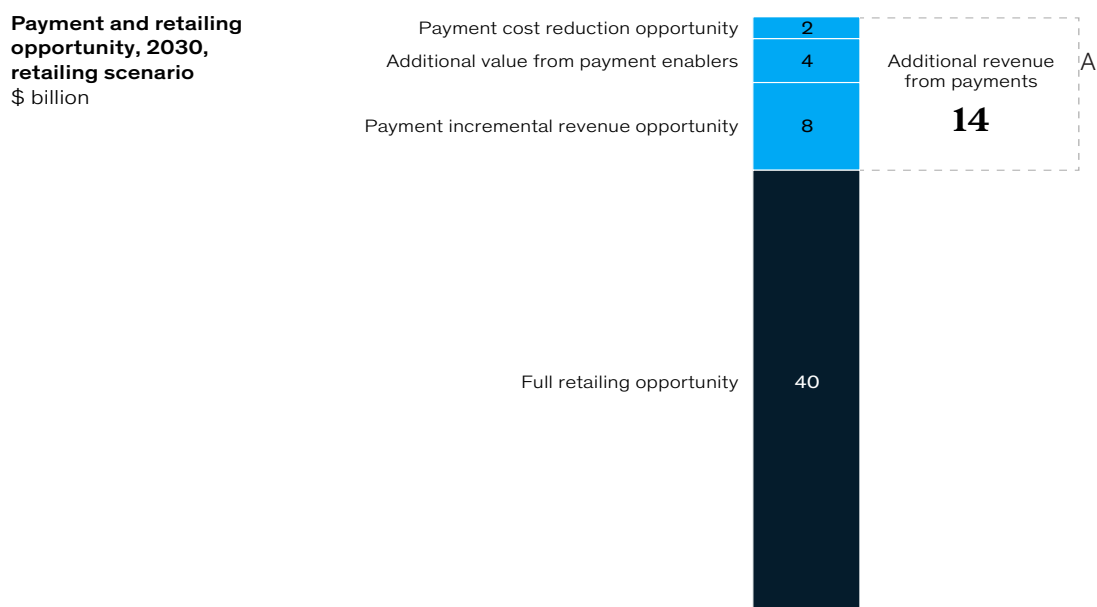 Payment and retailing
opportunity, 2030,
retailing scenario
$ billion
Payment cost reduction opportunity
2
Additional value from payment enablers
4
Payment incremental revenue opportunity
8
Additional revenue
from payments
14
A
Full retailing opportunity
40